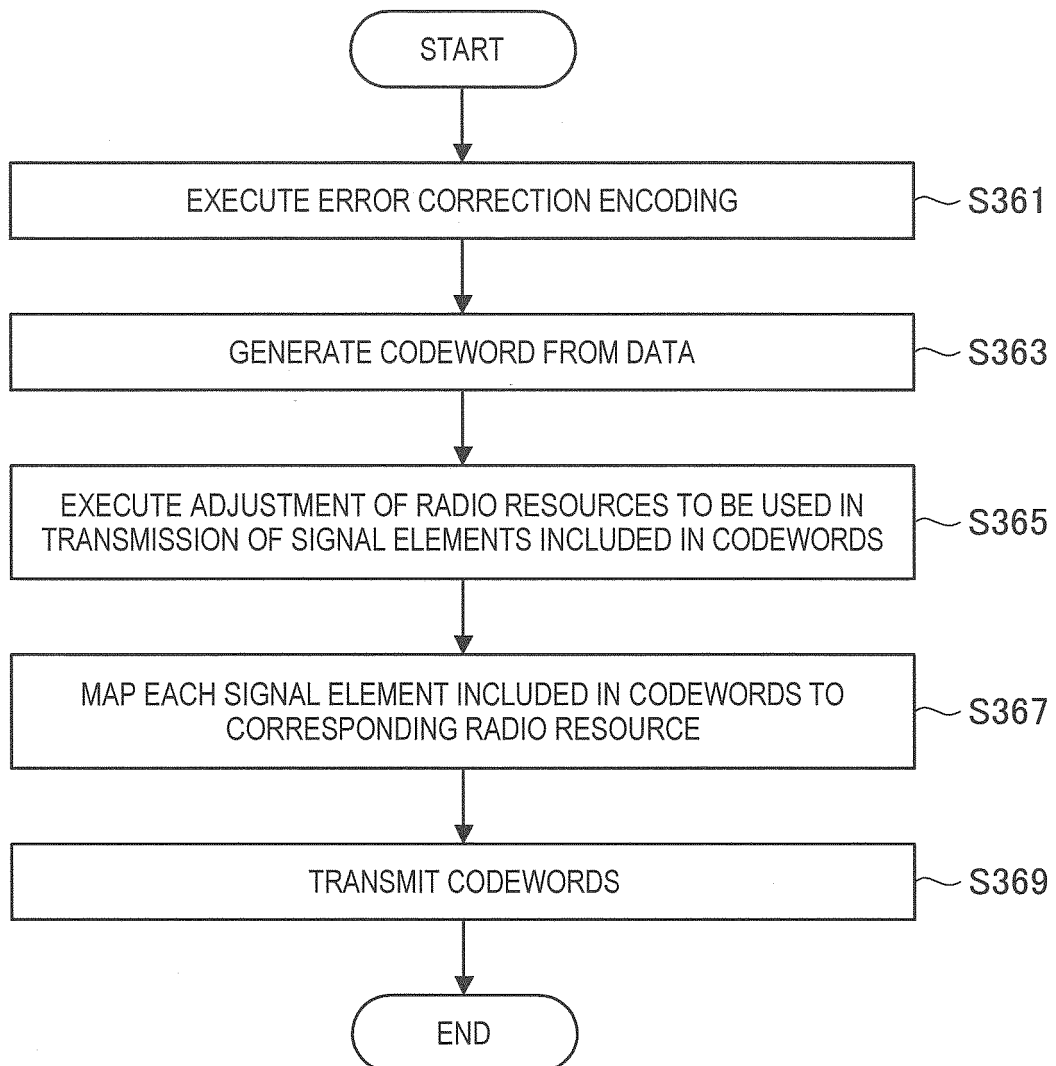 START
EXECUTE ERROR CORRECTION ENCODING
S361
GENERATE CODEWORD FROM DATA
S363
EXECUTE ADJUSTMENT OF RADIO RESOURCES TO BE USED IN
TRANSMISSION OF SIGNAL ELEMENTS INCLUDED IN CODEWORDS
S365
MAP EACH SIGNAL ELEMENT INCLUDED IN CODEWORDS TO
CORRESPONDING RADIO RESOURCE
S367
TRANSMIT CODEWORDS
S369
END